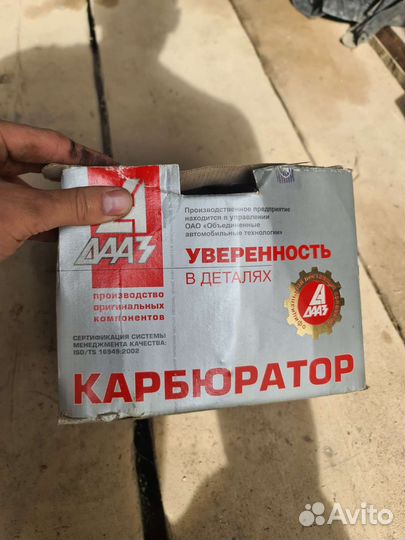 ДААЗ
производство
оригинальных
компонентов
СЕРТИФИКАЦИЯ СИСТЕМЫ
МЕНЕДЖМЕНТА КАЧЕСТВА:
ISO/TS 16949:2002
Производственное предприятие
находится в управлении
ОАО «Объединенные
автомобильные технологии»
УВЕРЕННОСТЬ
В ДЕТАЛЯХ
ДААЗ
КАРБЮРАТОР
Avito